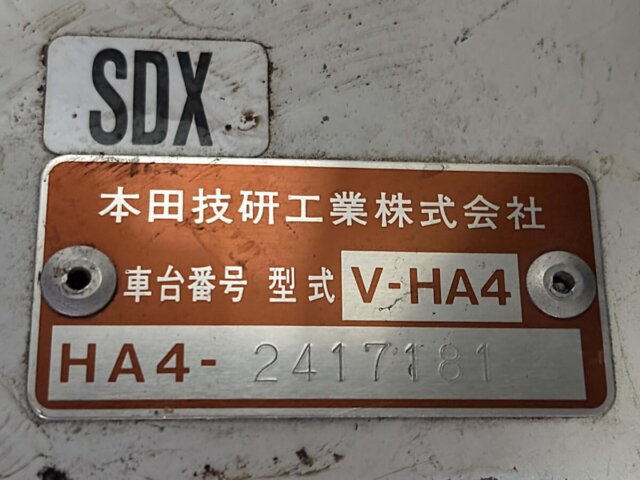 SDX
本田技研工業株式会社
車台番号 型式 V-HA4
HA4- 2417181